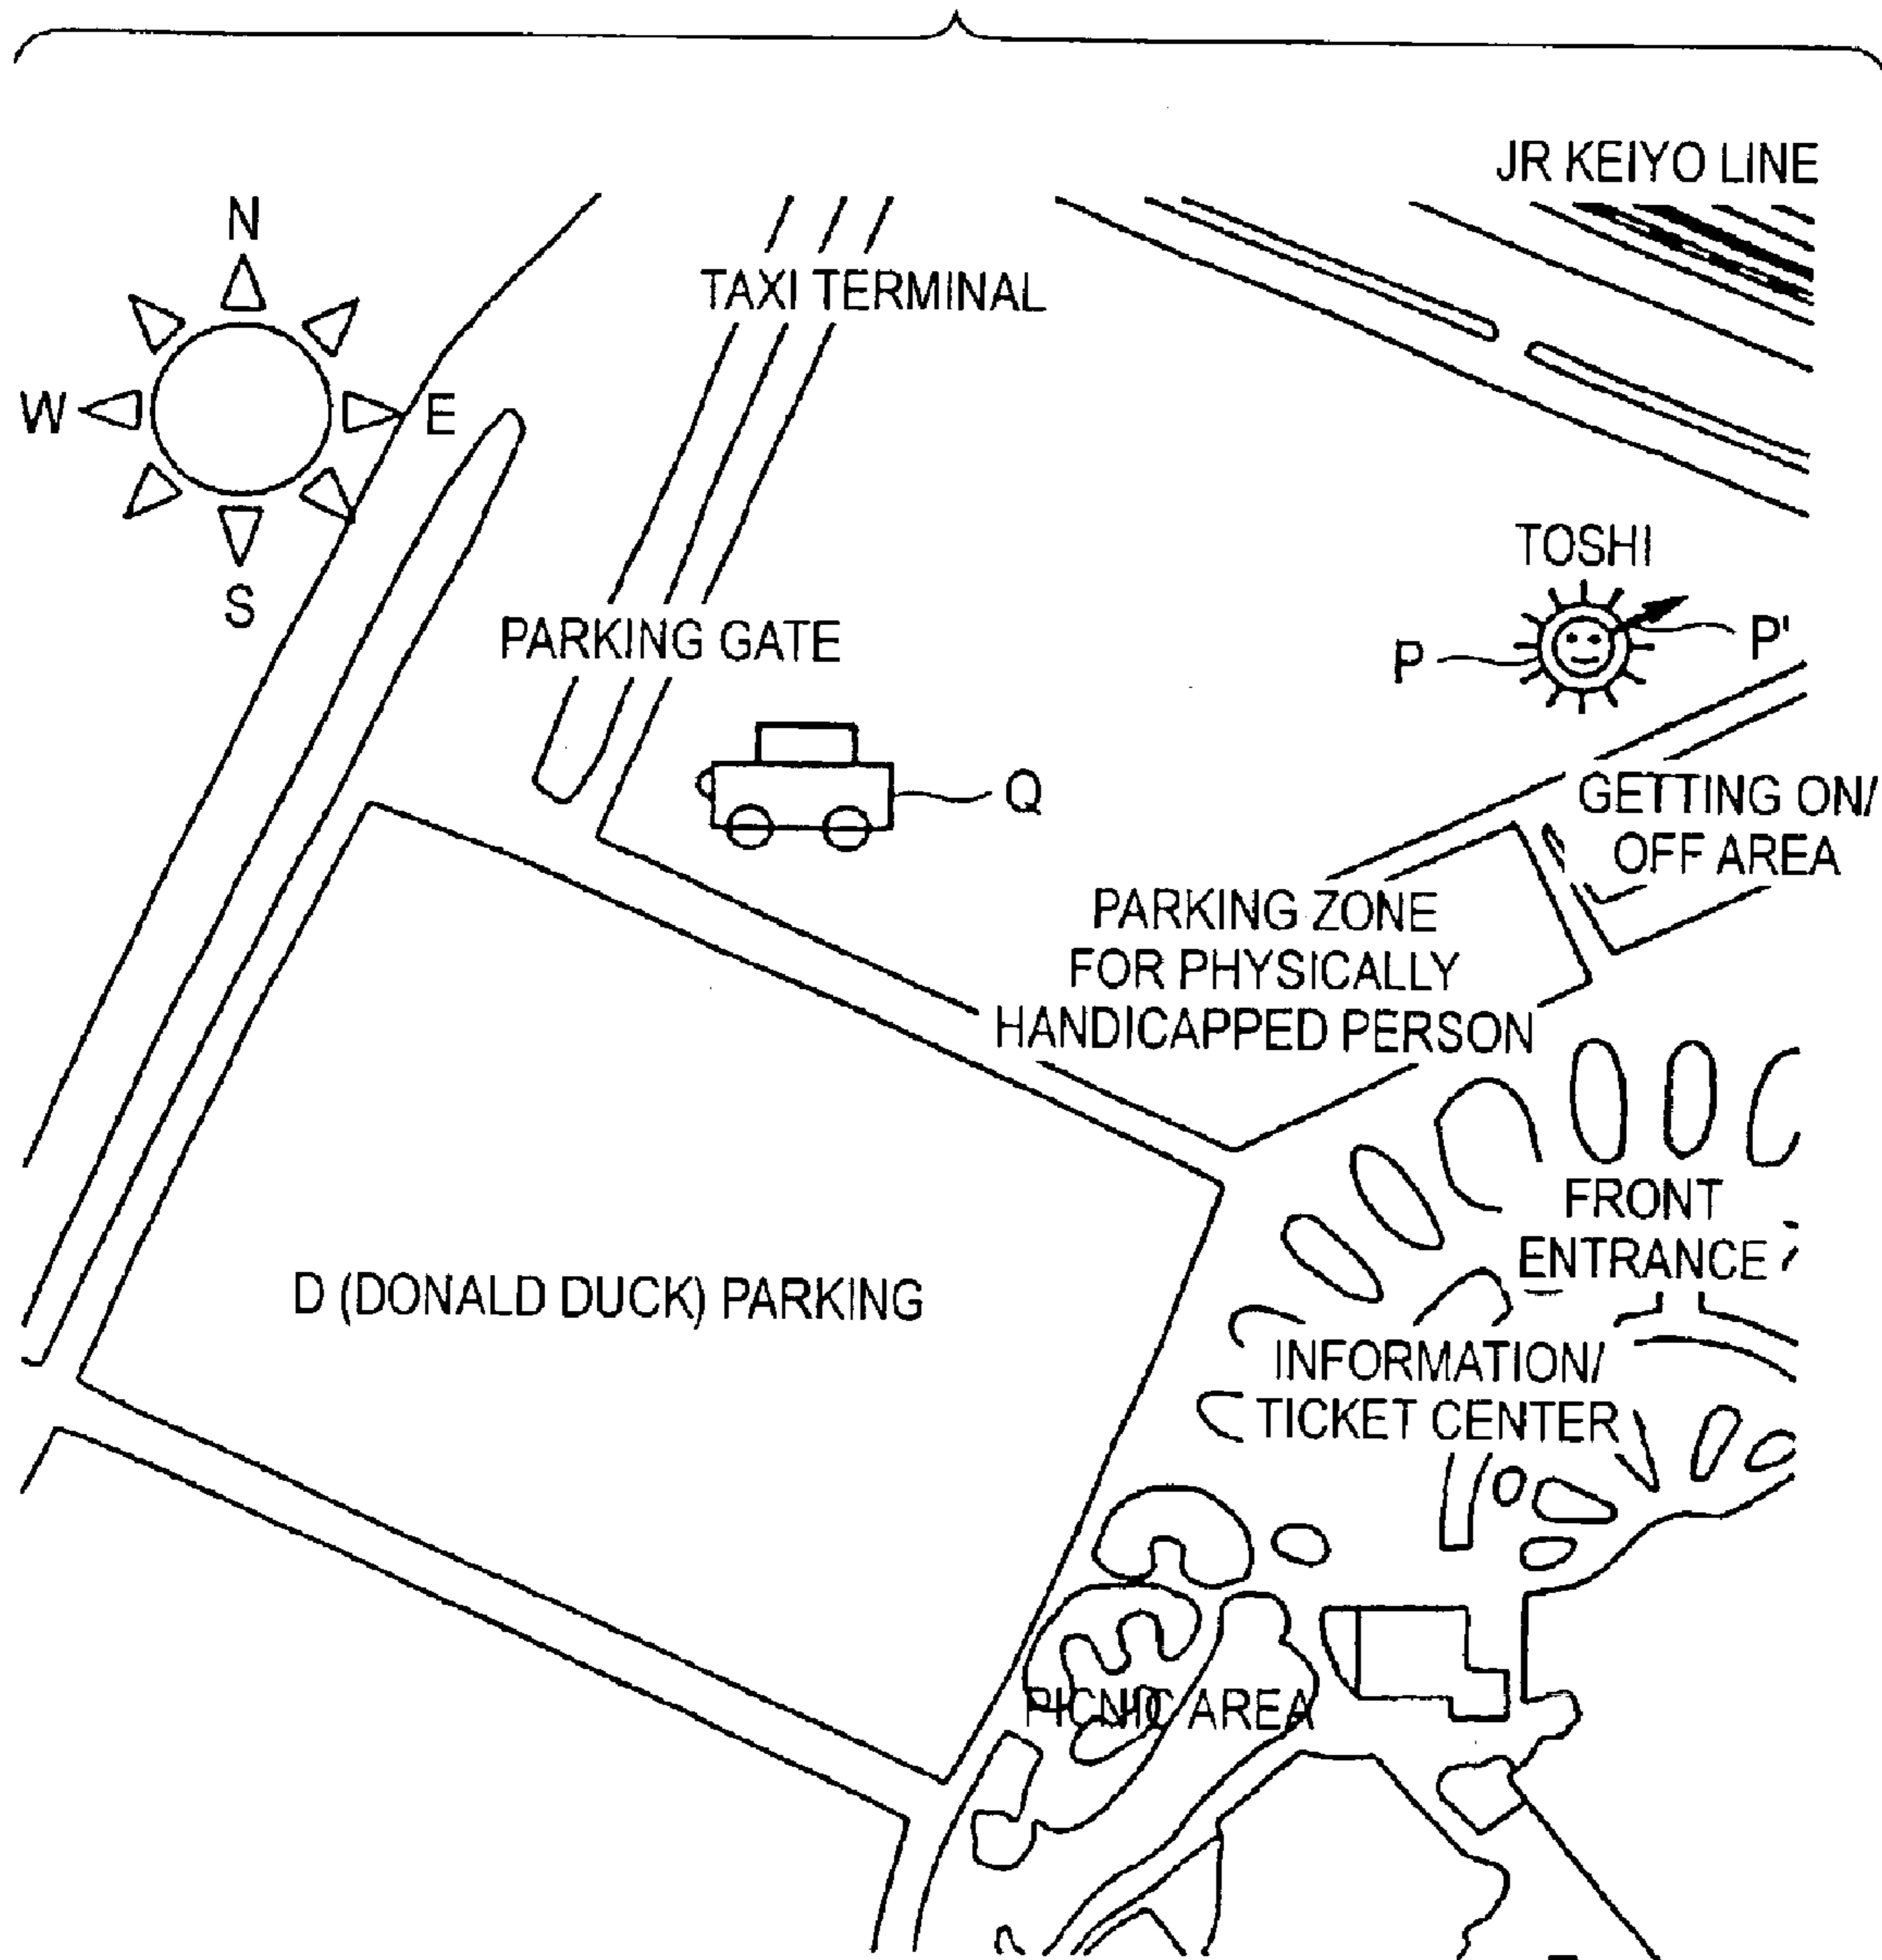 JR KEIYO LINE
N
TAXI TERMINAL
W
E
S
TOSHI
PARKING GATE
P
P'
Q
GETTING ON/
OFF AREA
PARKING ZONE
FOR PHYSICALLY
HANDICAPPED PERSON
FRONT
ENTRANCE
D (DONALD DUCK) PARKING
INFORMATION/
TICKET CENTER
PICNIC AREA